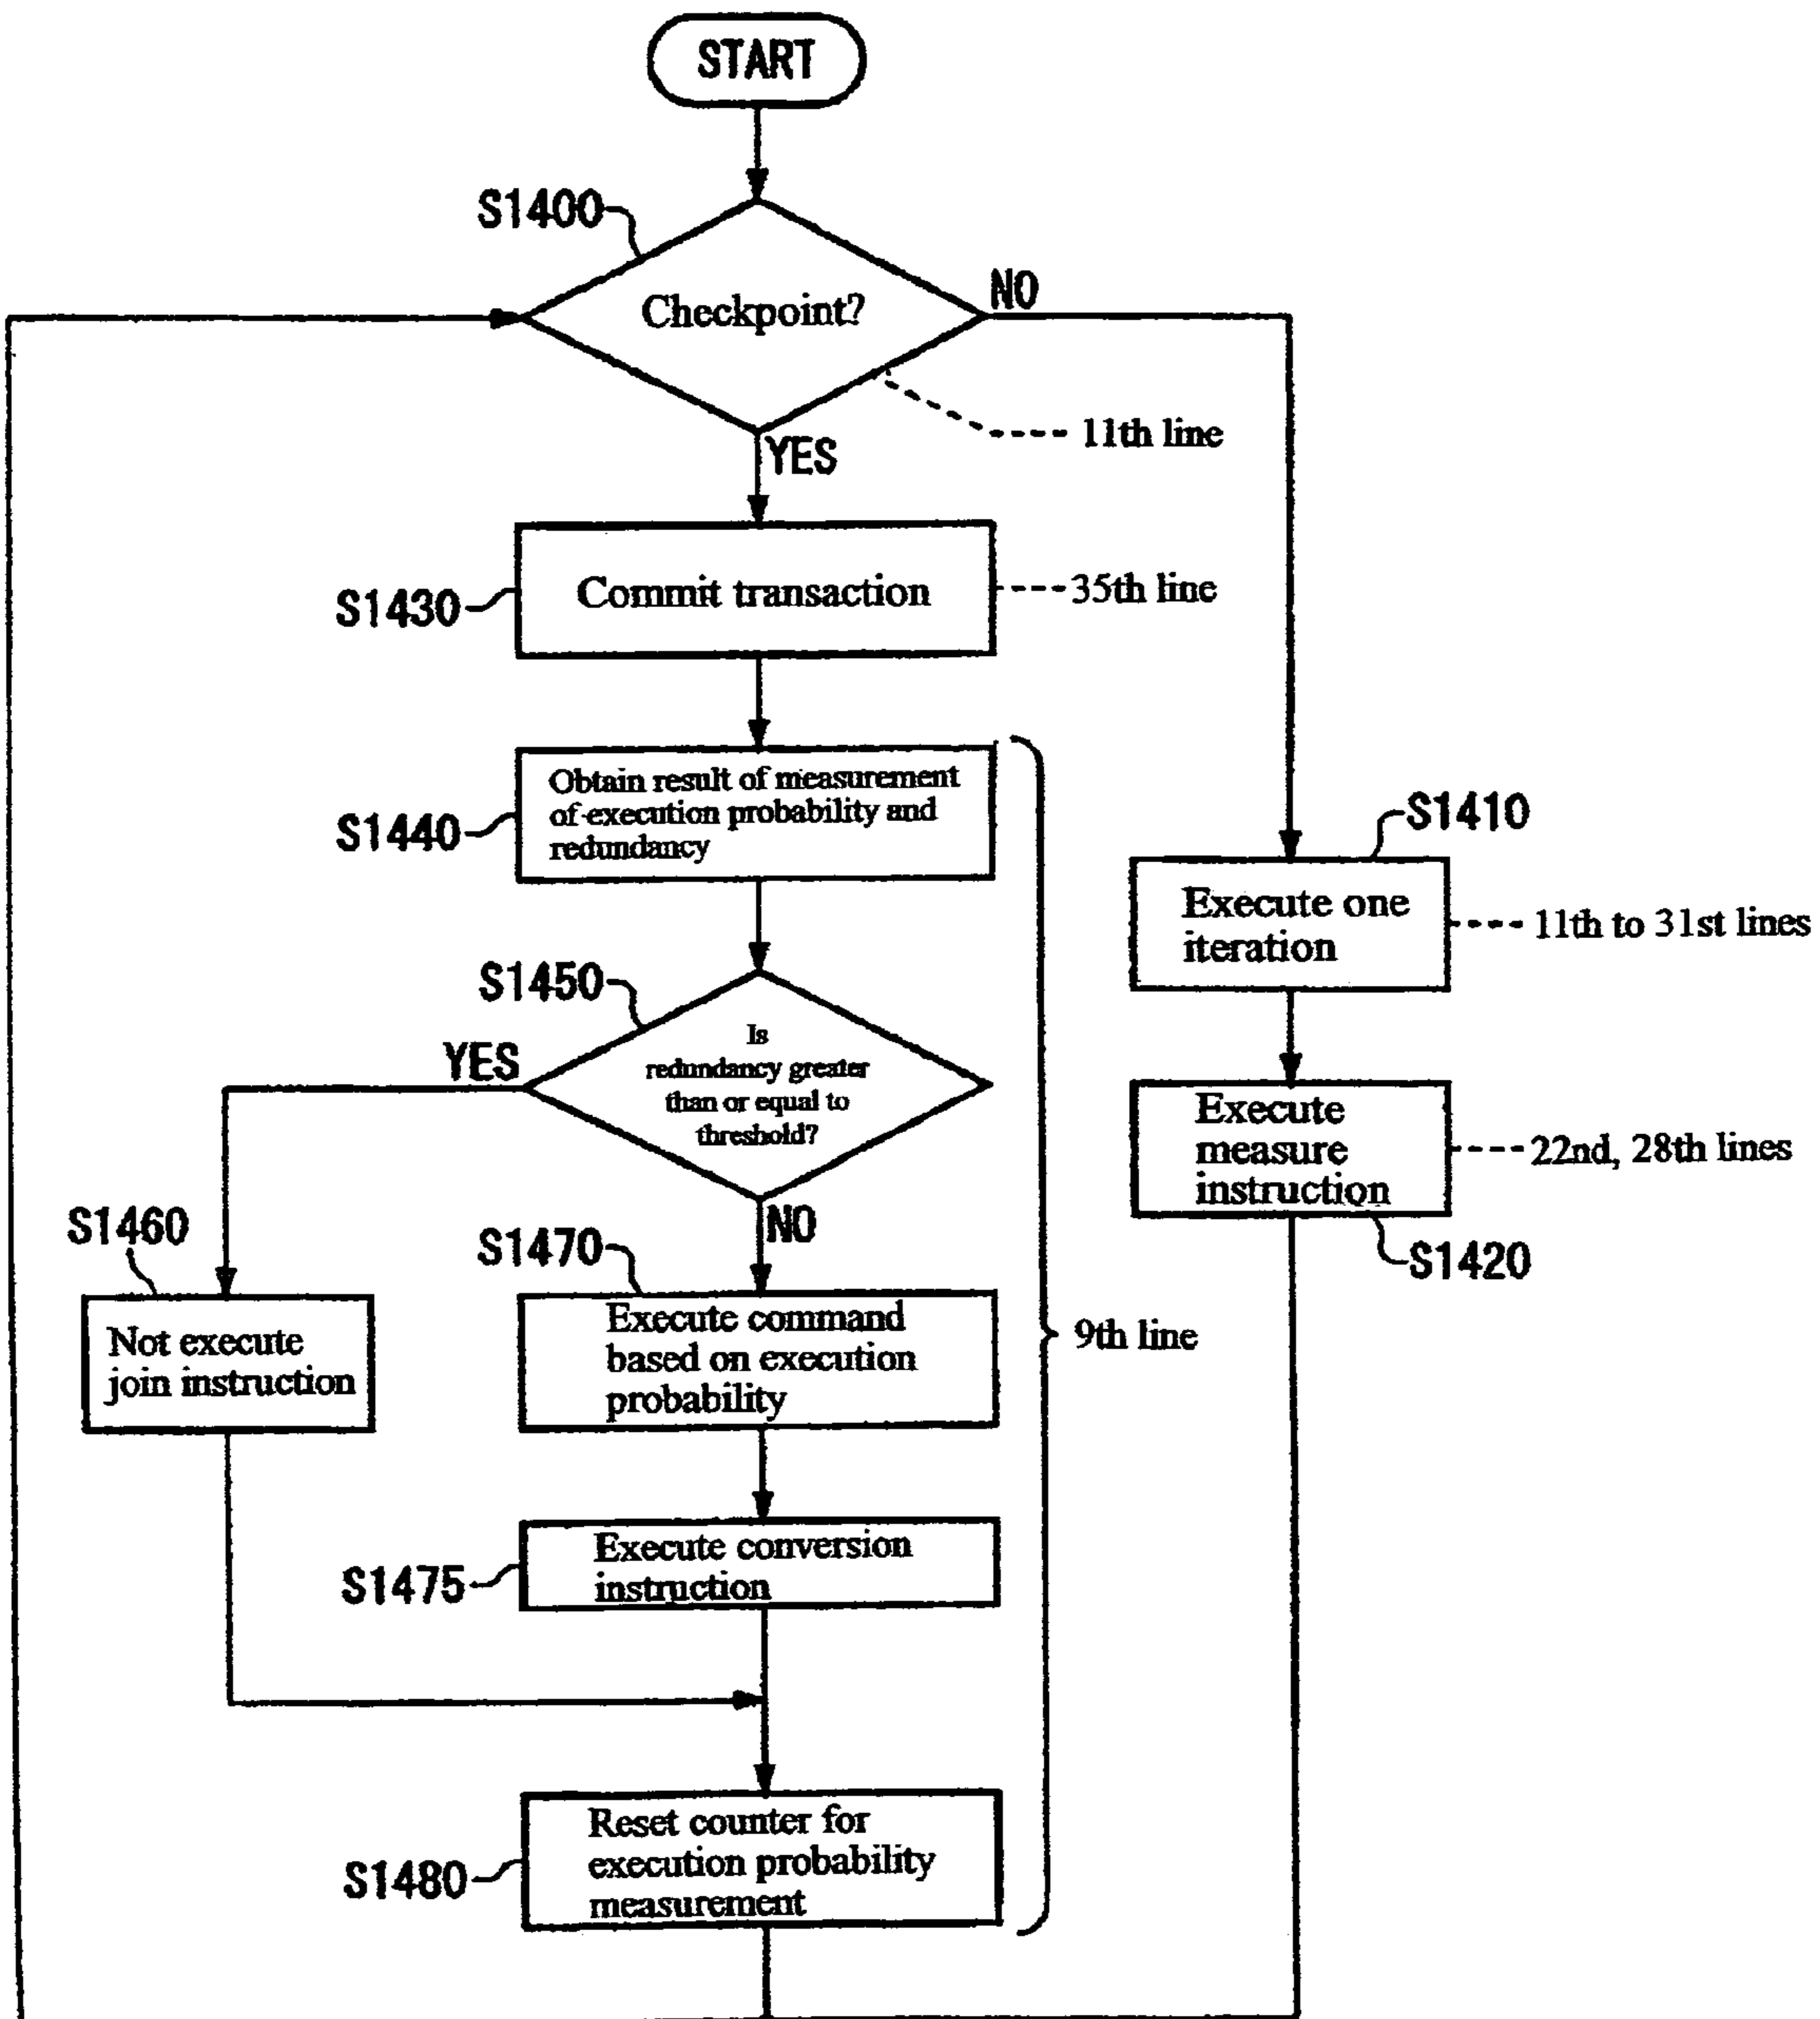 START
S1400
Checkpoint?
NO
11th line
YES
S1430
Commit transaction
35th line
S1440
Obtain result of measurement
of execution probability and
redundancy
S1410
Execute one
iteration
11th to 31st lines
S1450
YES
Is
redundancy greater
than or equal to
threshold?
NO
Execute
measure
instruction
22nd, 28th lines
S1420
S1460
Not execute
join instruction
S1470
Execute command
based on execution
probability
9th line
S1475
Execute conversion
instruction
S1480
Reset counter for
execution probability
measurement